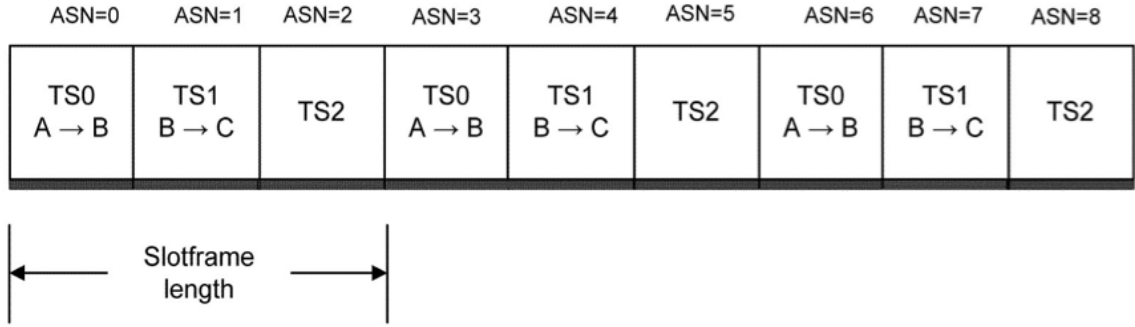 ASN=0 ASN=1 ASN=2 ASN=3 ASN=4 ASN=5 ASN=6 ASN=7 ASN=8
TS0 TS1 TS2 TS0 TS1 TS2 TS0 TS1 TS2
A → B B → C A → B B → C A → B B → C
Slotframe
length